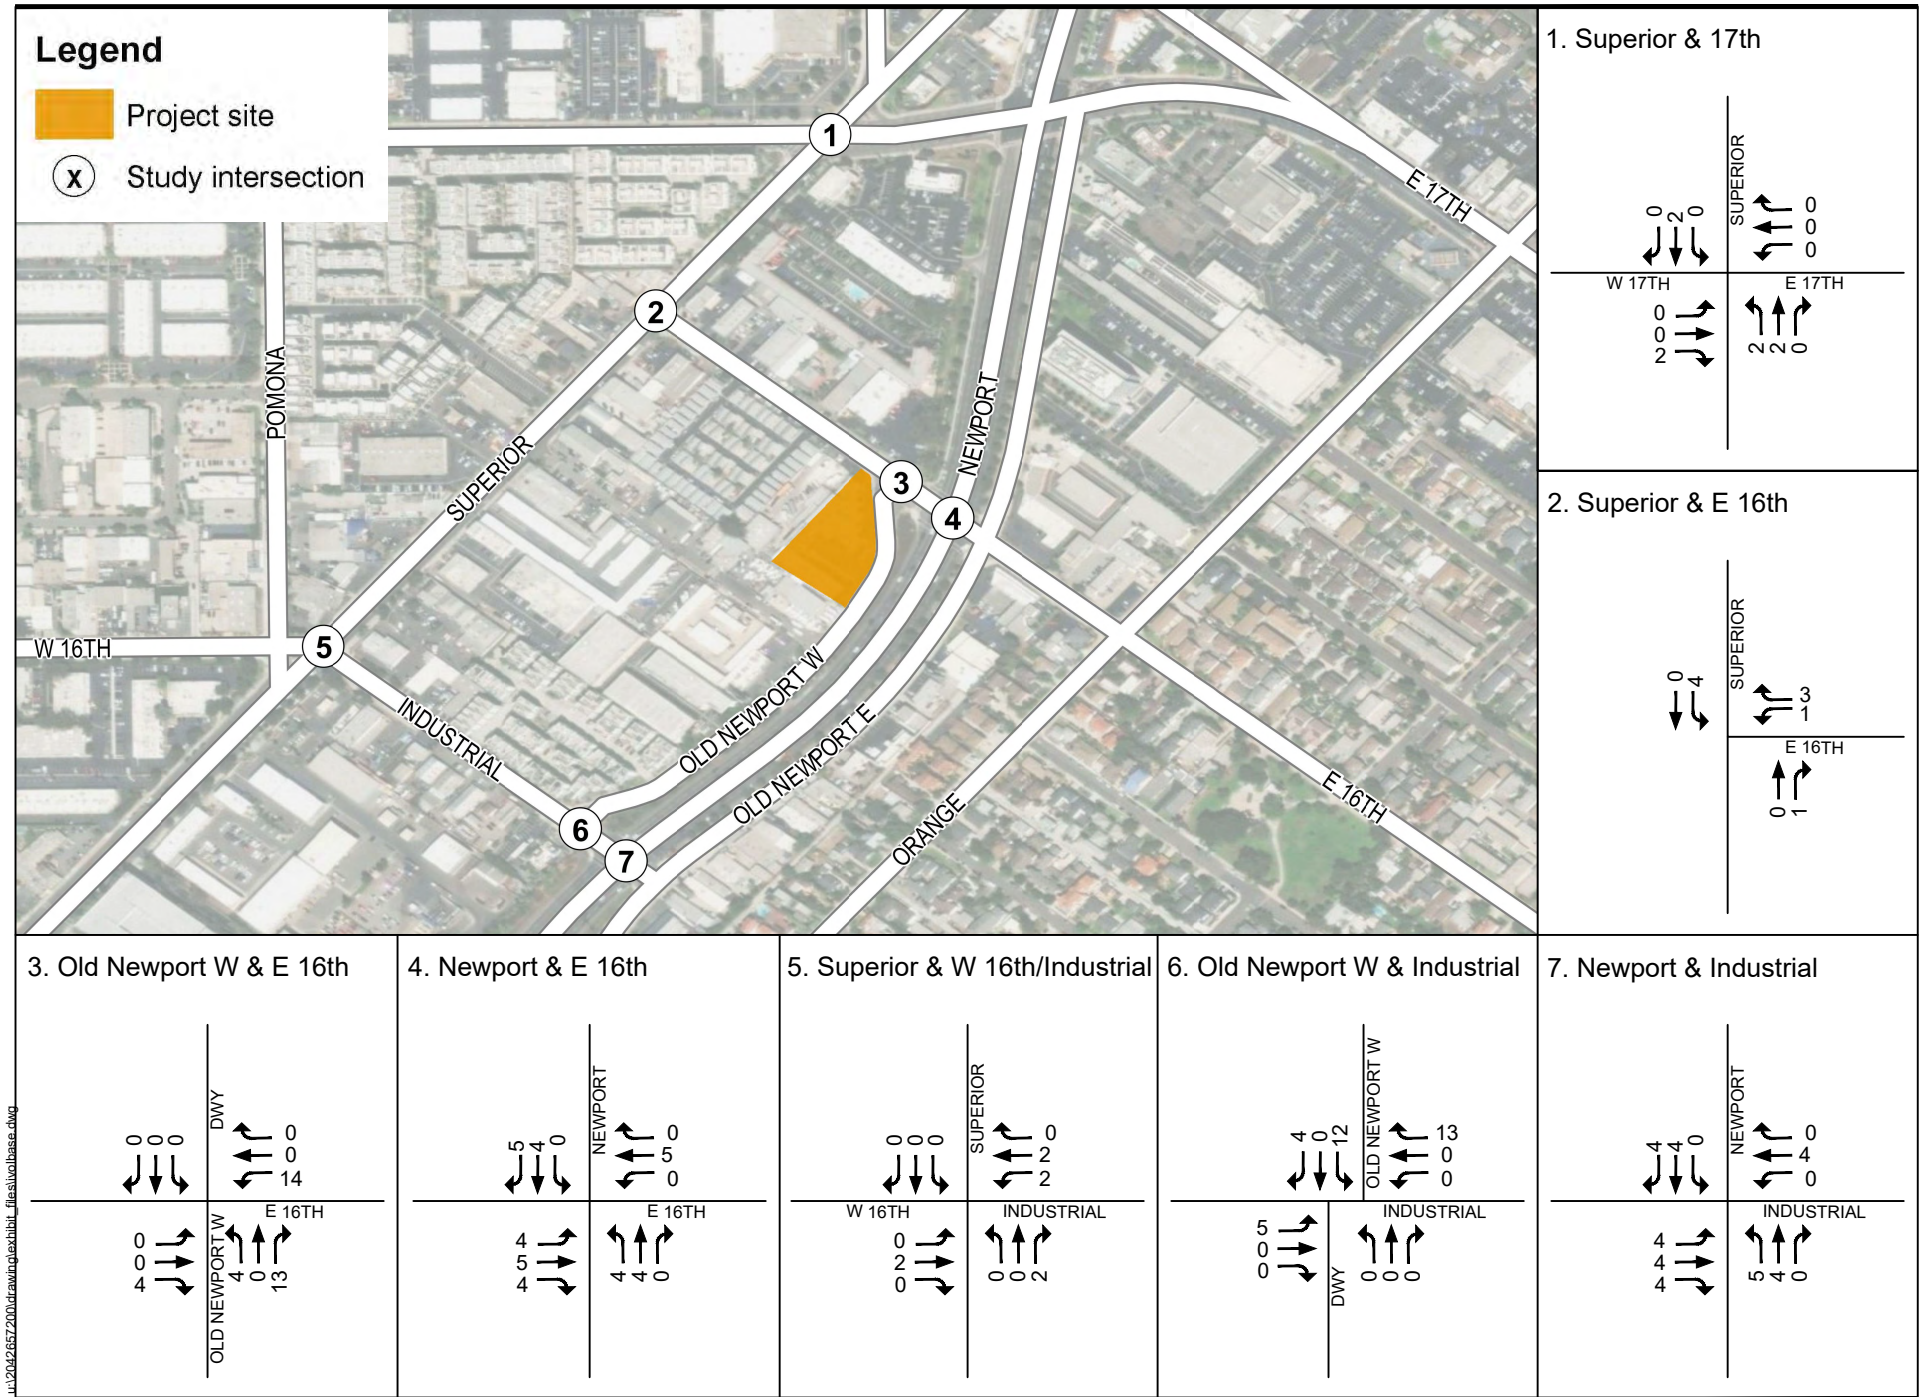 Legend
Project site
X Study intersection
1
2
3
4
5
6
7
E 17TH
POMONA
SUPERIOR
NEWPORT
W 16TH
INDUSTRIAL
OLD NEWPORT W
OLD NEWPORT E
ORANGE
E 16TH
1. Superior & 17th
SUPERIOR
0 2 0
0
0
0
W 17TH
E 17TH
0
0
2
2 2 0
2. Superior & E 16th
SUPERIOR
0 4
3
1
E 16TH
0 1
3. Old Newport W & E 16th
DWY
0 0 0
0
0
14
E 16TH
0
0
4
OLD NEWPORT W
4 0 13
4. Newport & E 16th
NEWPORT
5 4 0
0
5
0
E 16TH
4
5
4
4 4 0
5. Superior & W 16th/Industrial
SUPERIOR
0 0 0
0
2
2
W 16TH
INDUSTRIAL
0
2
0
0 0 2
6. Old Newport W & Industrial
OLD NEWPORT W
4 0 12
13
0
0
INDUSTRIAL
5
0
0
DWY
0 0 0
7. Newport & Industrial
NEWPORT
4 4 0
0
4
0
INDUSTRIAL
4
4
4
5 4 0
u:\2042657200\drawing\exhibit_files\volbase.dwg